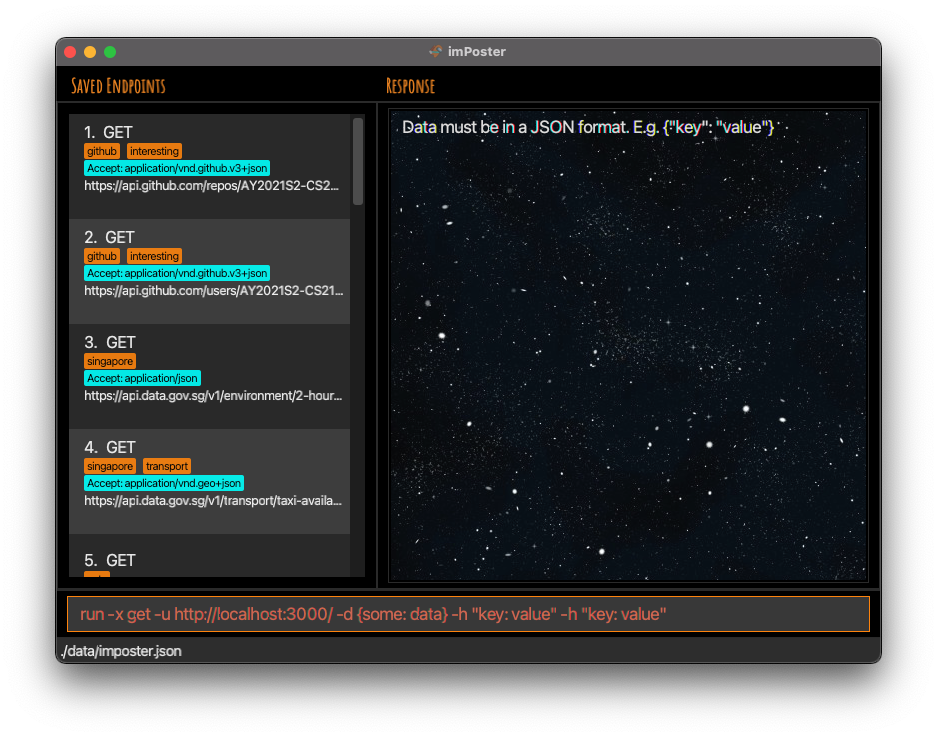 imPoster
Saved Endpoints
Response
1. GET
github interesting
Accept: application/vnd.github.v3+json
https://api.github.com/repos/AY2021S2-CS2...
2. GET
github interesting
Accept: application/vnd.github.v3+json
https://api.github.com/users/AY2021S2-CS21...
3. GET
singapore
Accept: application/json
https://api.data.gov.sg/v1/environment/2-hour...
4. GET
singapore transport
Accept: application/vnd.geo+json
https://api.data.gov.sg/v1/transport/taxi-availa...
5. GET
Data must be in a JSON format. E.g. {"key": "value"}
run -x get -u http://localhost:3000/ -d {some: data} -h "key: value" -h "key: value"
./data/imposter.json